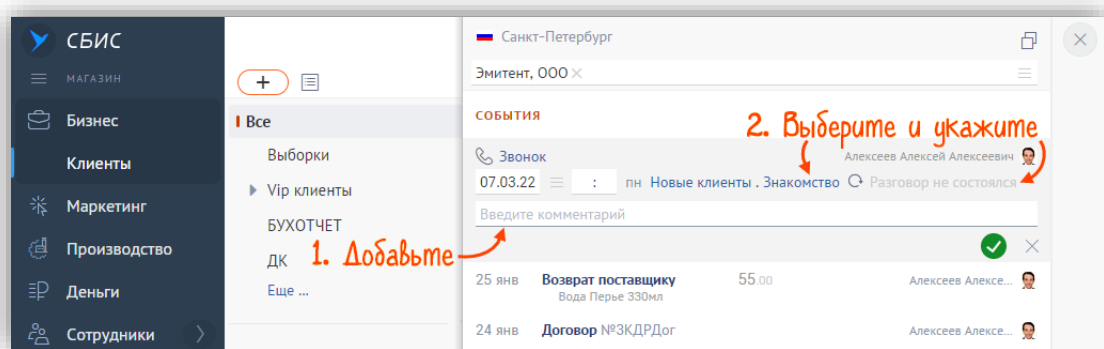 СБИС
МАГАЗИН
Бизнес
Клиенты
Маркетинг
Производство
Деньги
Сотрудники
+
Все
Выборки
Vip клиенты
БУХОТЧЕТ
ДК
Еще ...
Санкт-Петербург
Эмитент, ООО
СОБЫТИЯ
2. Выберите и укажите
Звонок
Алексеев Алексей Алексеевич
07.03.22 : пн Новые клиенты . Знакомство Разговор не состоялся
Введите комментарий
1. Добавьте
25 янв Возврат поставщику 55.00 Алексеев Алексе...
Вода Перье 330мл
24 янв Договор №ЗКДРДог Алексеев Алексе...